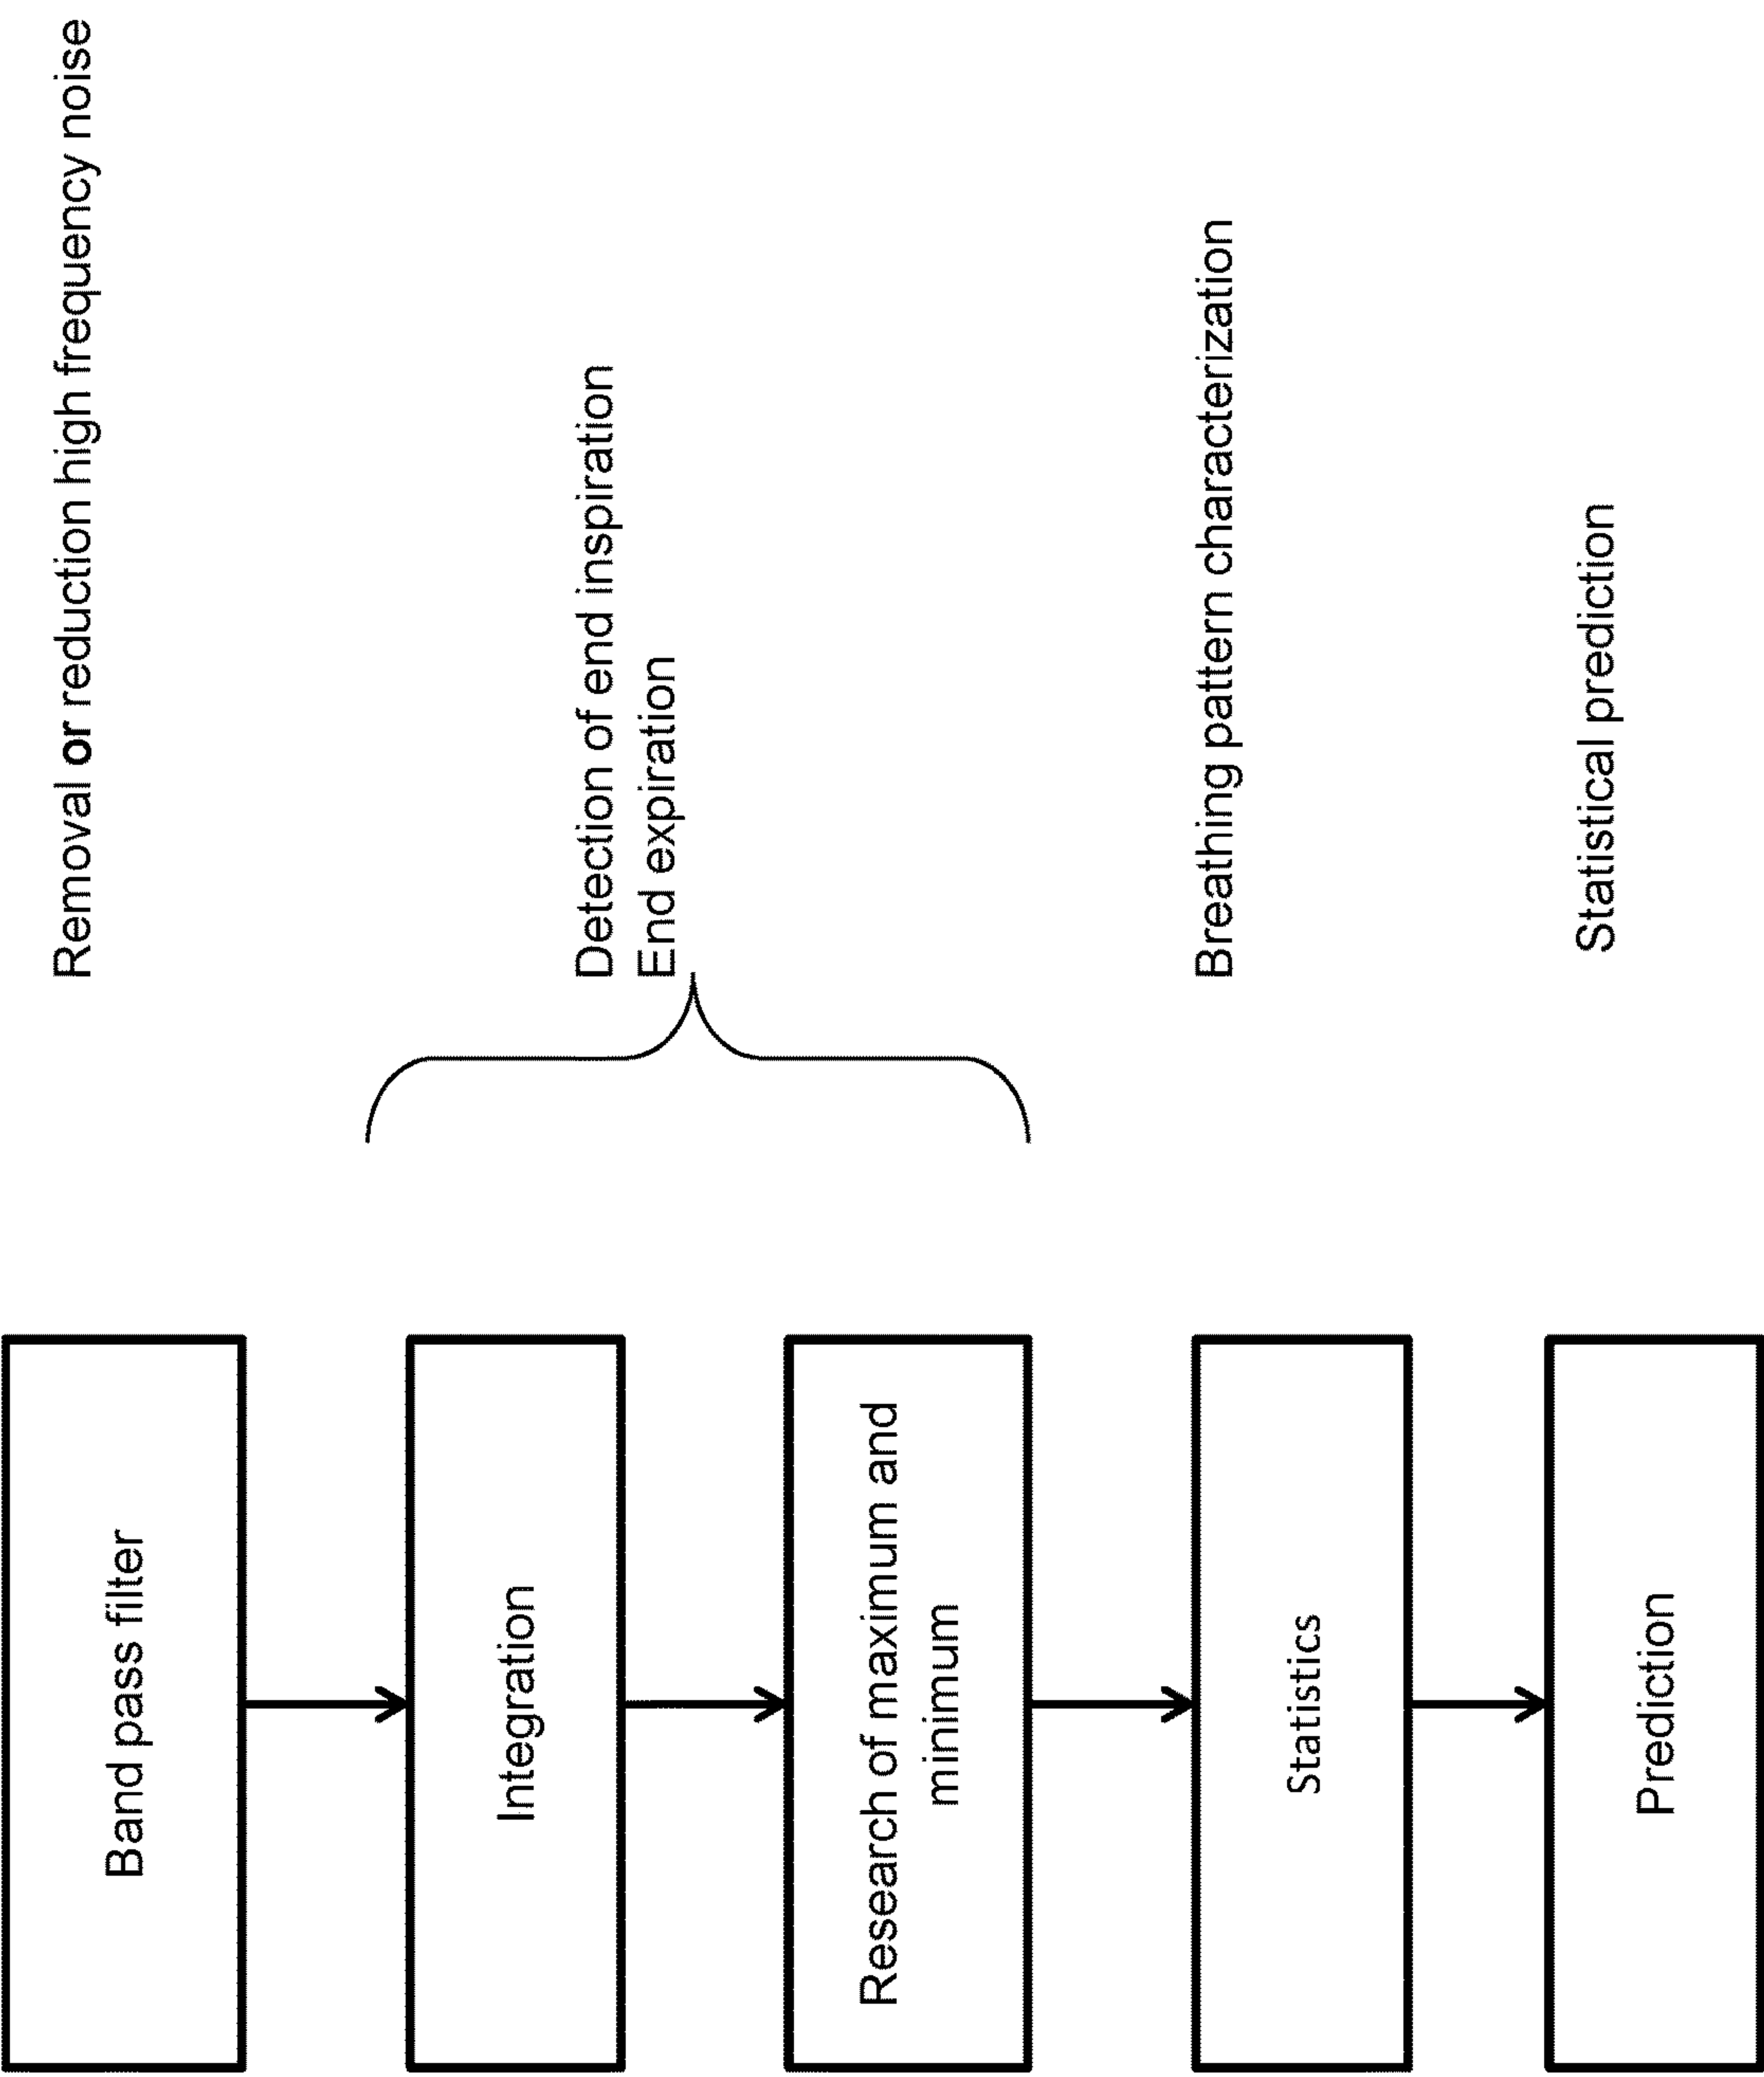 Band pass filter
Removal or reduction high frequency noise
Integration
Detection of end inspiration
End expiration
Research of maximum and
minimum
Statistics
Breathing pattern characterization
Prediction
Statistical prediction